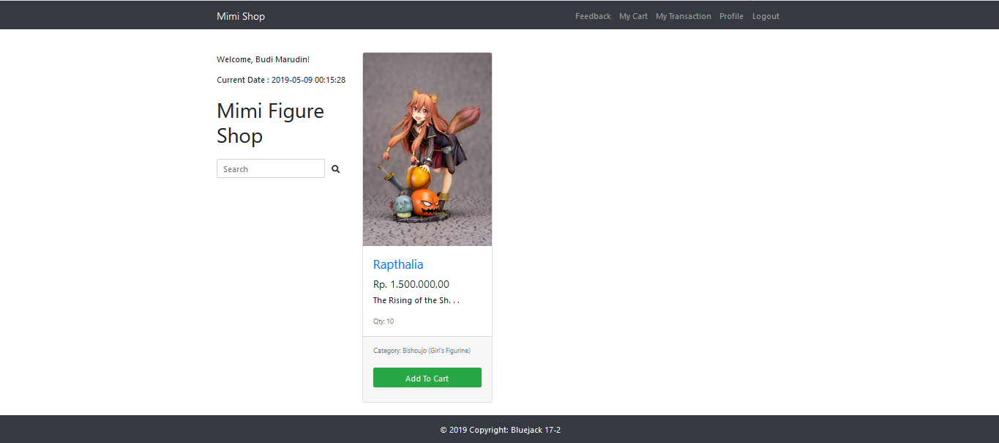 Mimi Shop
Feedback My Cart My Transaction Profile Logout
Welcome, Budi Marudin!
Current Date : 2019-05-09 00:15:28
Mimi Figure
Shop
Search
Rapthalia
Rp. 1.500.000,00
The Rising of the Sh. . .
Qty: 10
Category: Bishoujo (Girl's Figurine)
Add To Cart
© 2019 Copyright: Bluejack 17-2